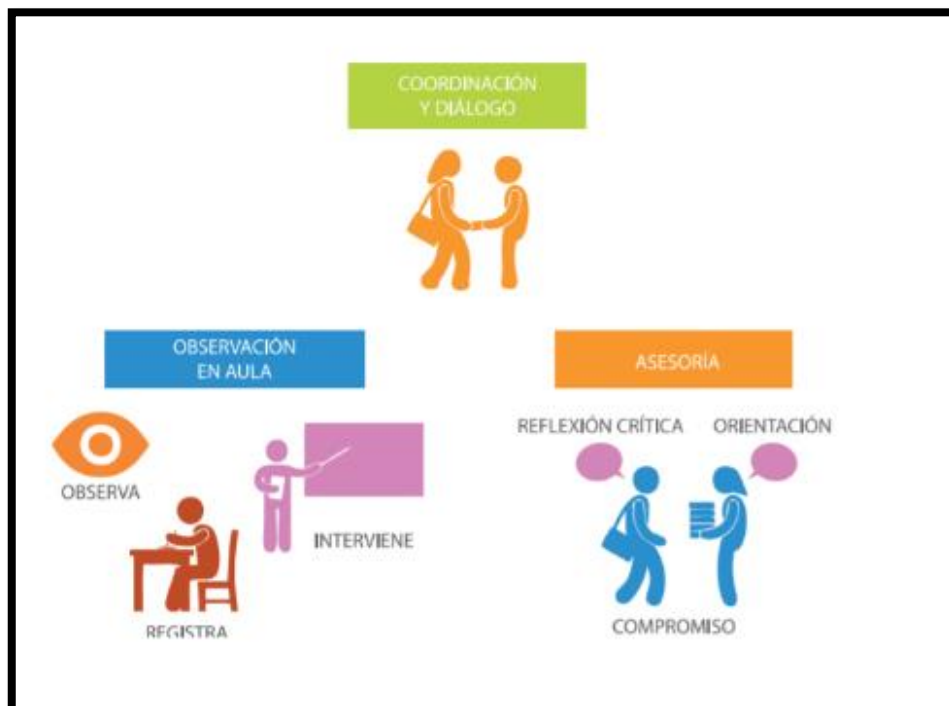 COORDINACIÓN
Y DIÁLOGO
OBSERVACIÓN
EN AULA
OBSERVA
REGISTRA
INTERVIENE
ASESORÍA
REFLEXIÓN CRÍTICA
ORIENTACIÓN
COMPROMISO